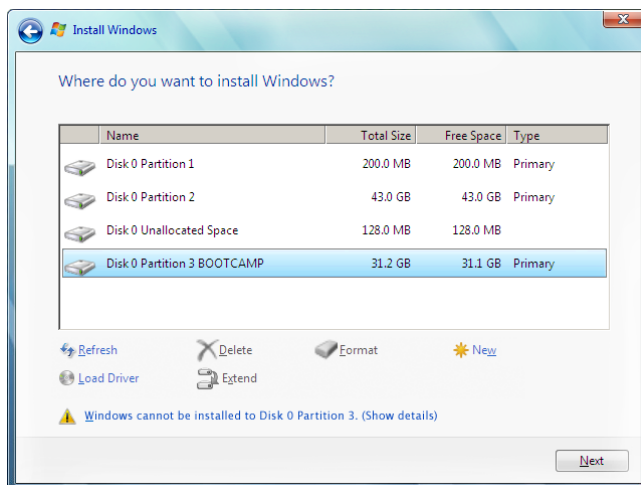 Install Windows
Where do you want to install Windows?
Name Total Size Free Space Type
Disk 0 Partition 1 200.0 MB 200.0 MB Primary
Disk 0 Partition 2 43.0 GB 43.0 GB Primary
Disk 0 Unallocated Space 128.0 MB 128.0 MB
Disk 0 Partition 3 BOOTCAMP 31.2 GB 31.1 GB Primary
Refresh Delete Format New
Load Driver Extend
Windows cannot be installed to Disk 0 Partition 3. (Show details)
Next